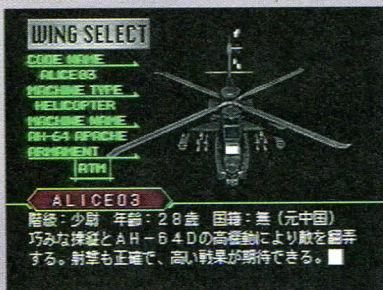 WING SELECT
CODE NAME
ALICE03
MACHINE TYPE
HELICOPTER
MACHINE NAME
AH-64 APACHE
ARMAMENT
ATM
ALICE03
階級:少尉 年齢:28歳 国籍:無(元中国)
巧みな操縦とAH-64Dの高機動により敵を翻弄
する。射撃も正確で、高い戦果が期待できる。